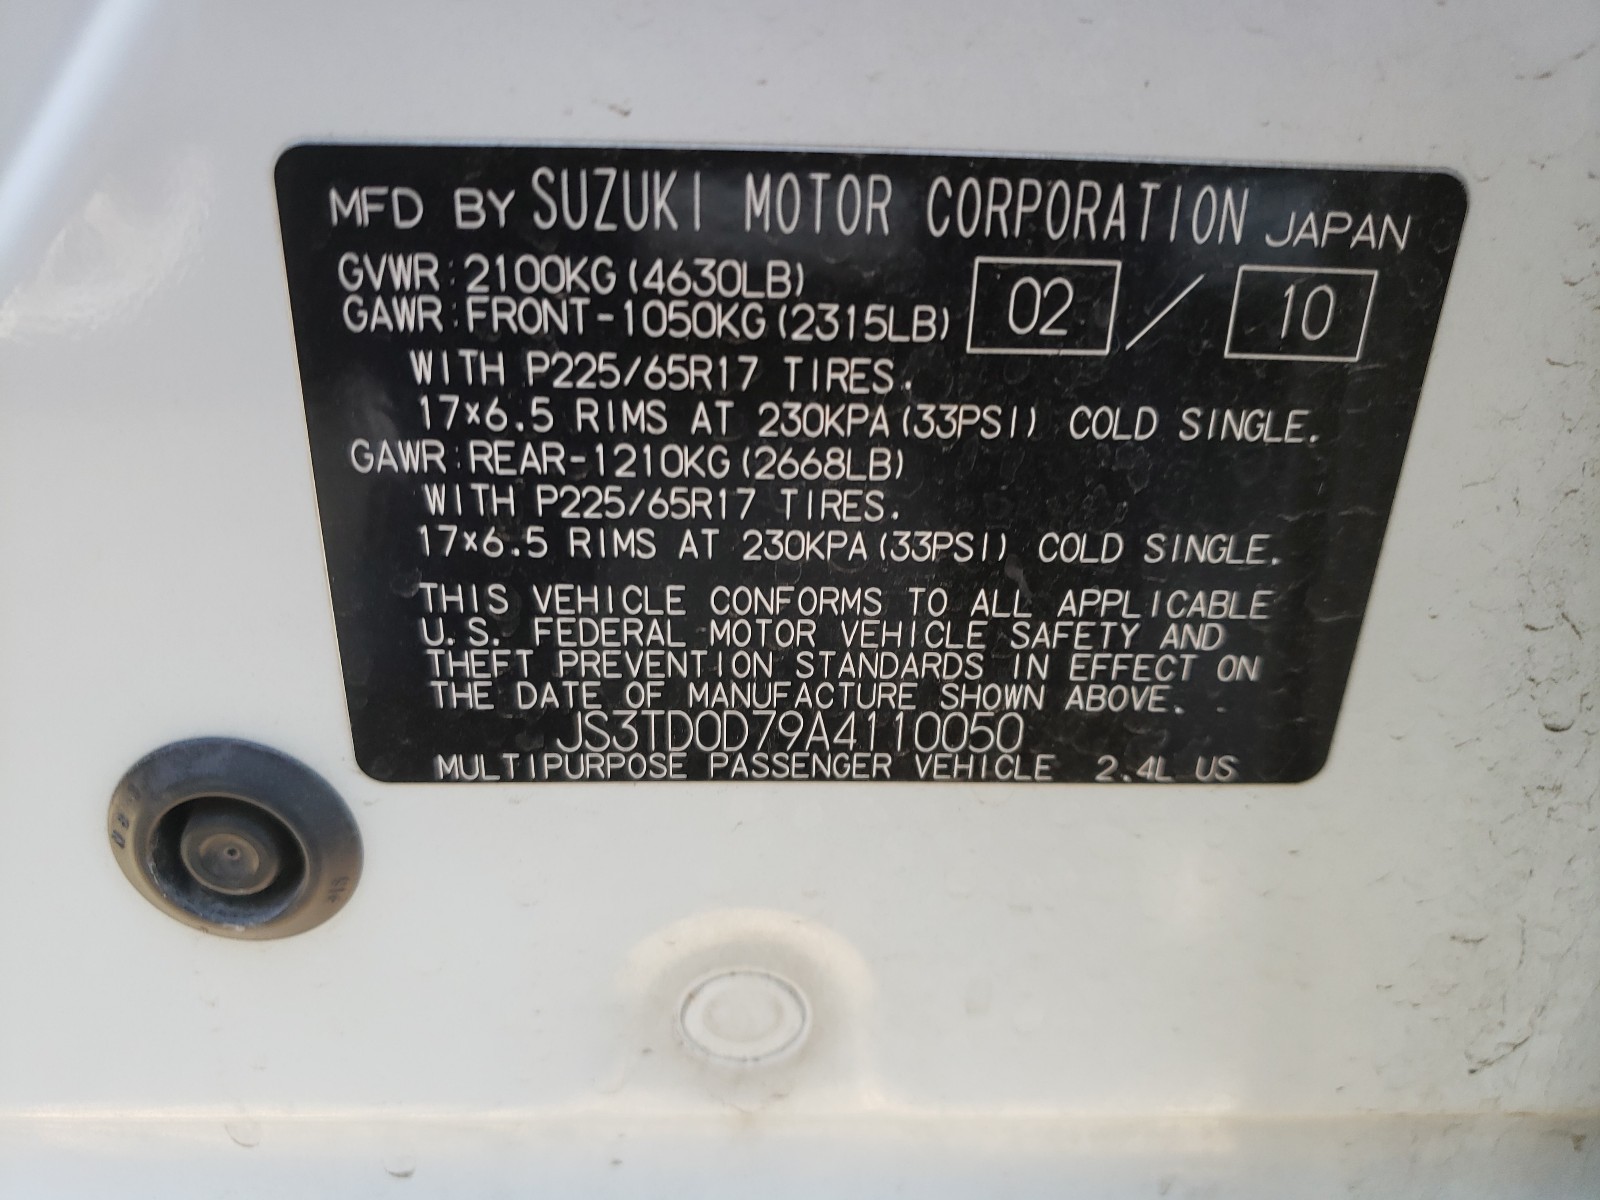 MFD BY SUZUKI MOTOR CORPORATION JAPAN
GVWR: 2100KG (4630LB)
02 / 10
GAWR: FRONT-1050KG (2315LB)
WITH P225/65R17 TIRES.
17×6.5 RIMS AT 230KPA (33PSI) COLD SINGLE.
GAWR: REAR-1210KG (2668LB)
WITH P225/65R17 TIRES.
17×6.5 RIMS AT 230KPA (33PSI) COLD SINGLE.
THIS VEHICLE CONFORMS TO ALL APPLICABLE
U.S. FEDERAL MOTOR VEHICLE SAFETY AND
THEFT PREVENTION STANDARDS IN EFFECT ON
THE DATE OF MANUFACTURE SHOWN ABOVE.
JS3TD0D79A4110050
MULTIPURPOSE PASSENGER VEHICLE 2.4L US